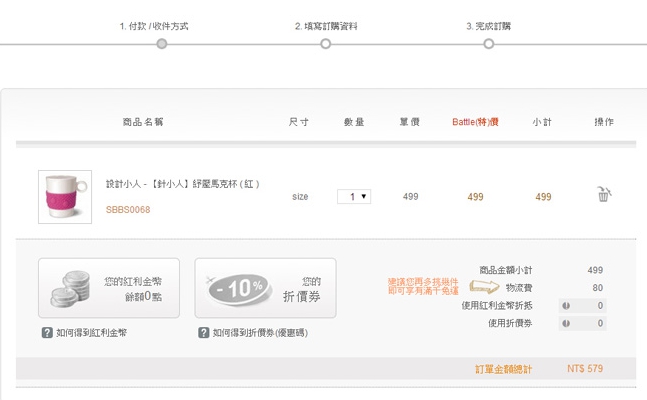 1. 付款 / 收件方式
2. 填寫訂購資料
3. 完成訂購
商品名稱 尺寸 數量 單價 Battle(特)價 小計 操作
設計小人 - 【針小人】紓壓馬克杯 ( 紅 )
size 1 499 499 499
SBBS0068
您的紅利金幣
餘額0點
-10%
您的
折價券
如何得到紅利金幣
如何得到折價劵(優惠碼)
建議您再多挑幾件
即可享有滿千免運
商品金額小計 499
物流費 80
使用紅利金幣折抵 0
使用折價劵 0
訂單金額總計 NT$ 579